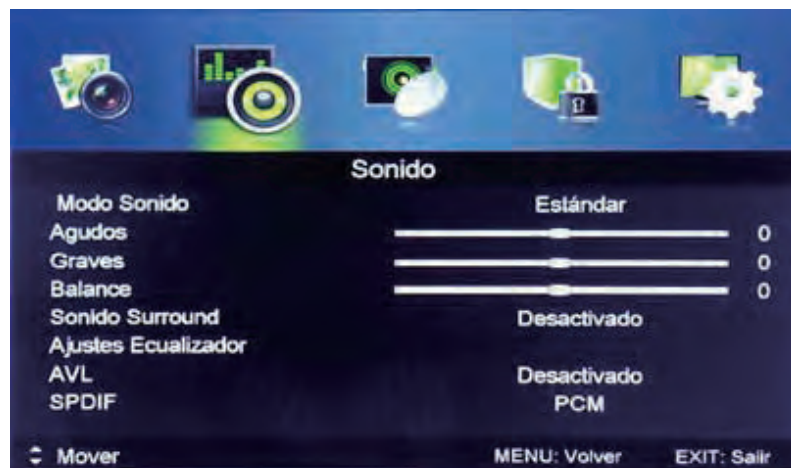 Sonido
Modo Sonido Estándar
Agudos 0
Graves 0
Balance 0
Sonido Surround Desactivado
Ajustes Ecualizador
AVL Desactivado
SPDIF PCM
Mover MENU: Volver EXIT: Salir